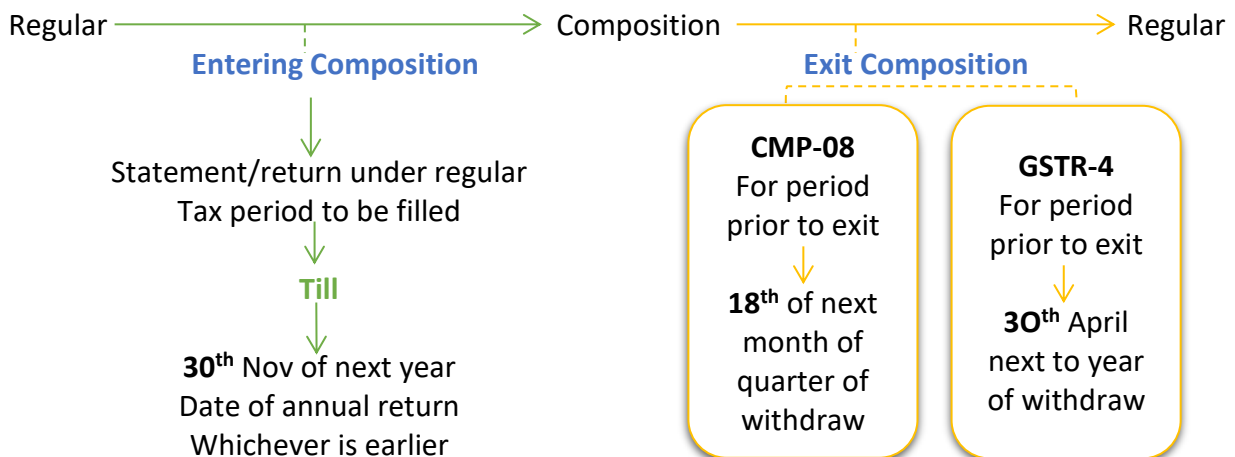 Regular Composition Regular
Entering Composition
Exit Composition
Statement/return under regular
Tax period to be filled
Till
30th Nov of next year
Date of annual return
Whichever is earlier
CMP-08
For period
prior to exit
18th of next
month of
quarter of
withdraw
GSTR-4
For period
prior to exit
3Oth April
next to year
of withdraw